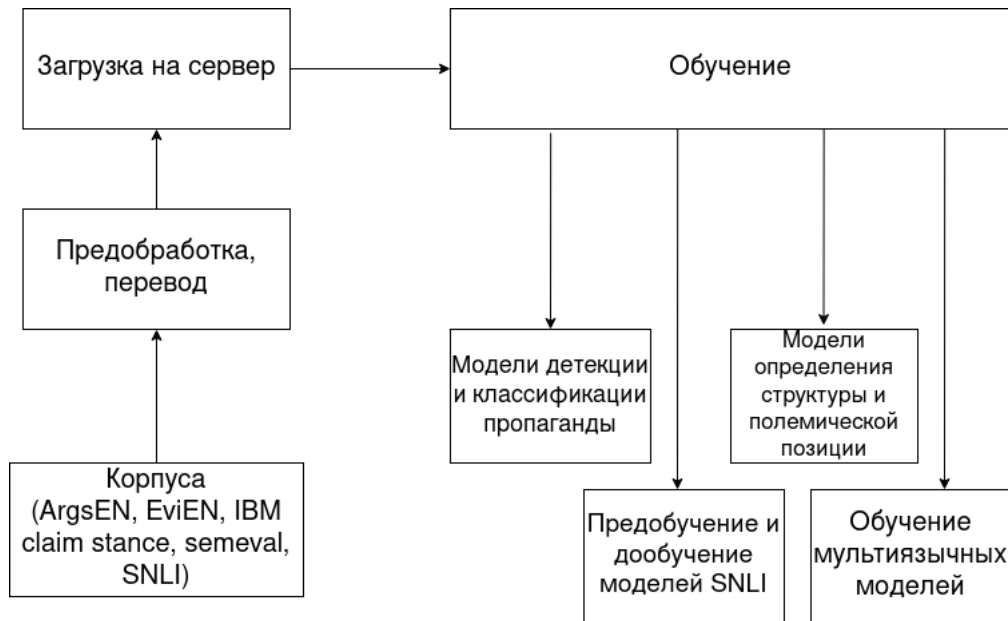 Загрузка на сервер
Обучение
Предобработка,
перевод
Модели детекции
и классификации
пропаганды
Модели
определения
структуры и
полемической
позиции
Корпуса
(ArgsEN, EviEN, IBM
claim stance, semeval,
SNLI)
Предобучение и
дообучение
моделей SNLI
Обучение
мультиязычных
моделей